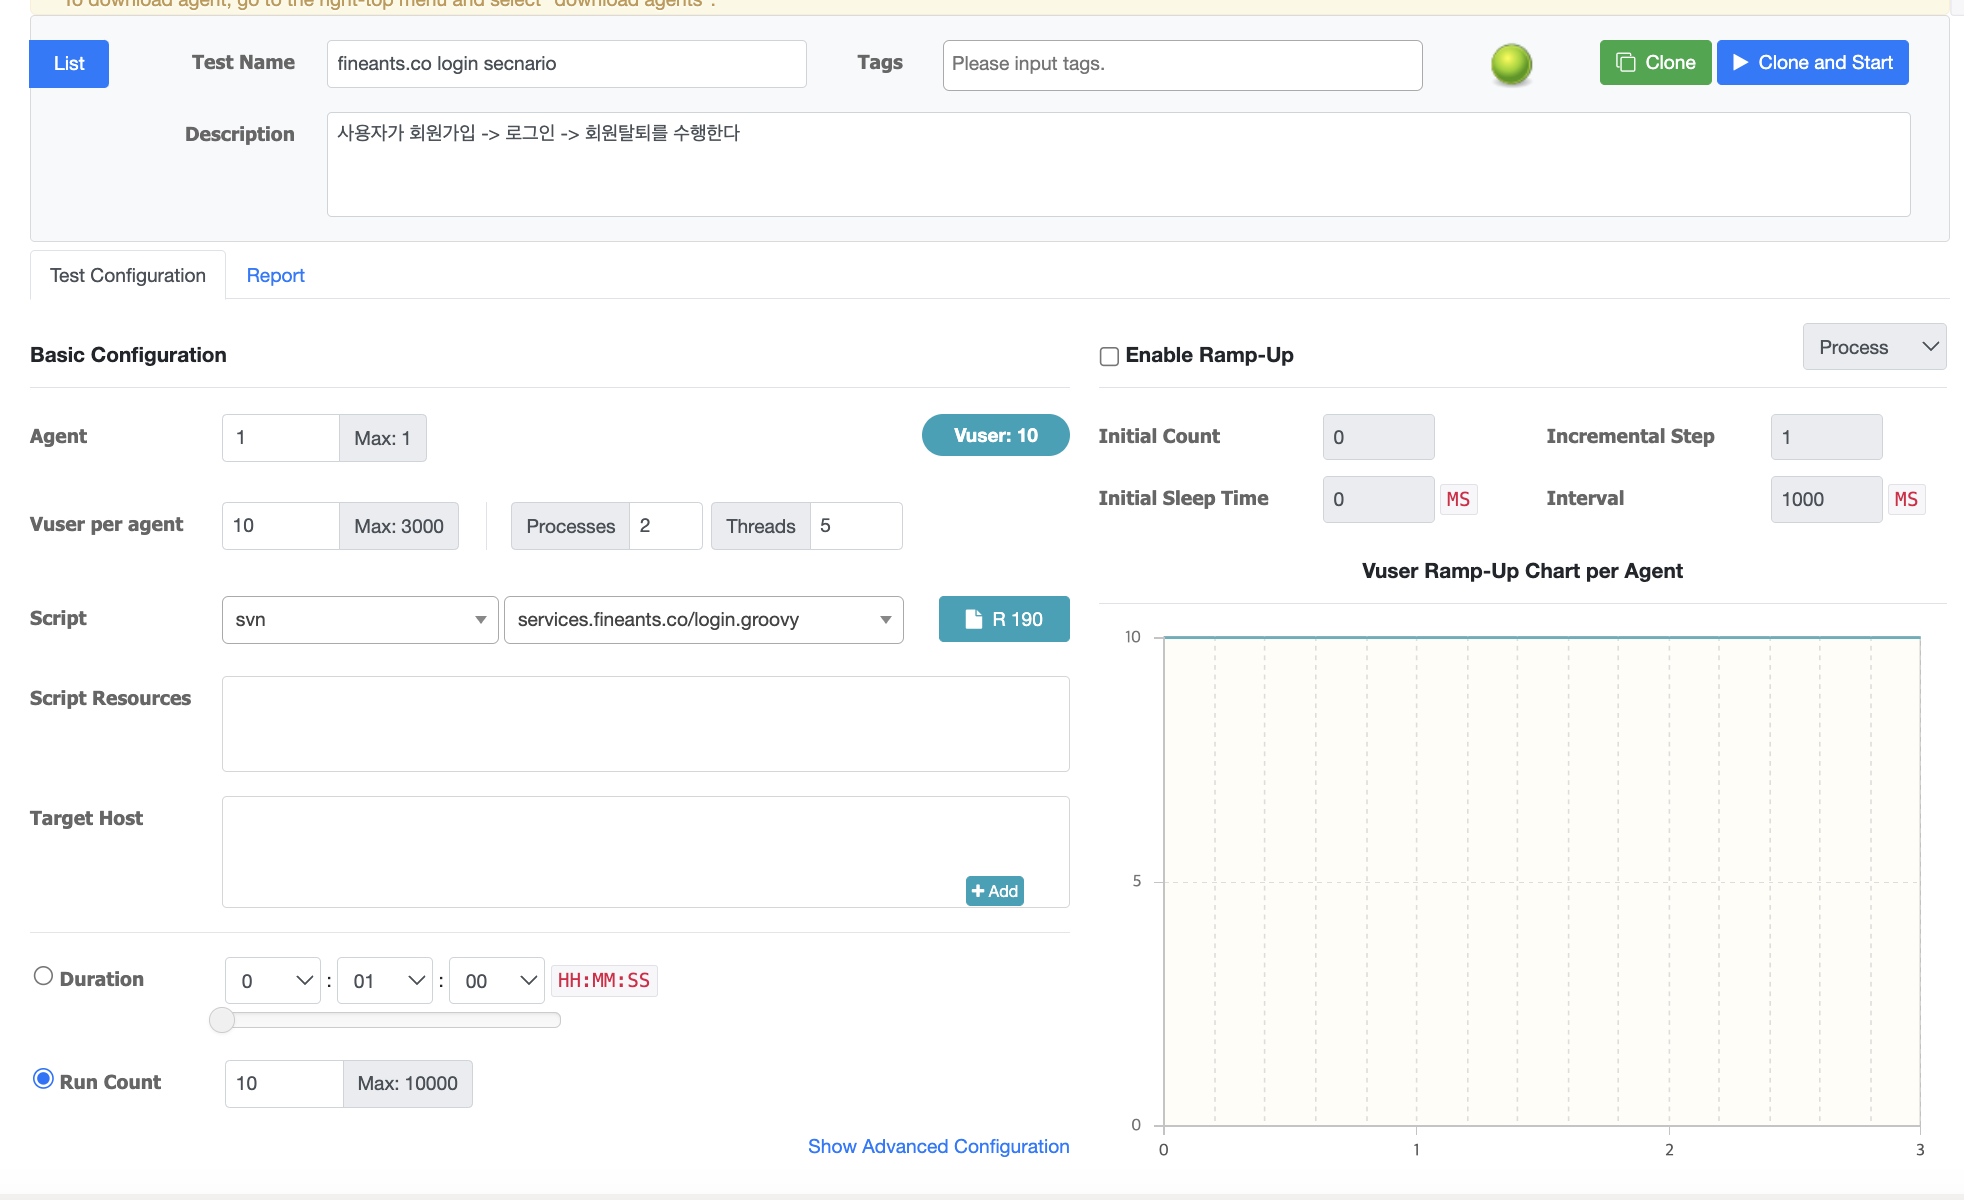 To download agent, go to the right-top menu and select "download agents".
List
Test Name
fineants.co login secnario
Tags
Please input tags.
Clone
Clone and Start
Description
사용자가 회원가입 -> 로그인 -> 회원탈퇴를 수행한다
Test Configuration
Report
Basic Configuration
Agent
1
Max: 1
Vuser: 10
Vuser per agent
10
Max: 3000
Processes
2
Threads
5
Script
svn
services.fineants.co/login.groovy
R 190
Script Resources
Target Host
Add
Duration
0 : 01 : 00 HH:MM:SS
Run Count
10
Max: 10000
Show Advanced Configuration
Enable Ramp-Up
Process
Initial Count
0
Incremental Step
1
Initial Sleep Time
0
MS
Interval
1000
MS
Vuser Ramp-Up Chart per Agent
10
5
0
0 1 2 3